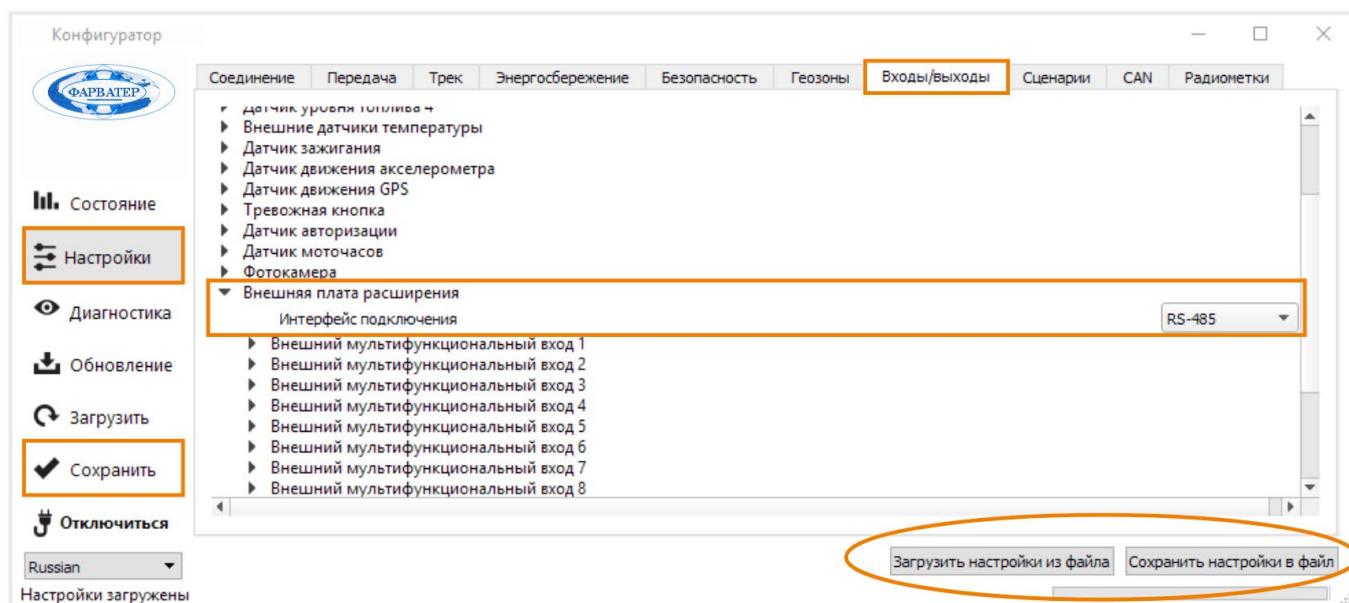 Конфигуратор
ФАРВАТЕР
Соединение Передача Трек Энергосбережение Безопасность Геозоны Входы/выходы Сценарии CAN Радиометки
Датчик уровня топлива 4
Внешние датчики температуры
Датчик зажигания
Датчик движения акселерометра
Датчик движения GPS
Тревожная кнопка
Датчик авторизации
Датчик моточасов
Фотокамера
Внешняя плата расширения
Интерфейс подключения RS-485
Внешний мультифункциональный вход 1
Внешний мультифункциональный вход 2
Внешний мультифункциональный вход 3
Внешний мультифункциональный вход 4
Внешний мультифункциональный вход 5
Внешний мультифункциональный вход 6
Внешний мультифункциональный вход 7
Внешний мультифункциональный вход 8
Состояние
Настройки
Диагностика
Обновление
Загрузить
Сохранить
Отключиться
Russian
Настройки загружены
Загрузить настройки из файла Сохранить настройки в файл